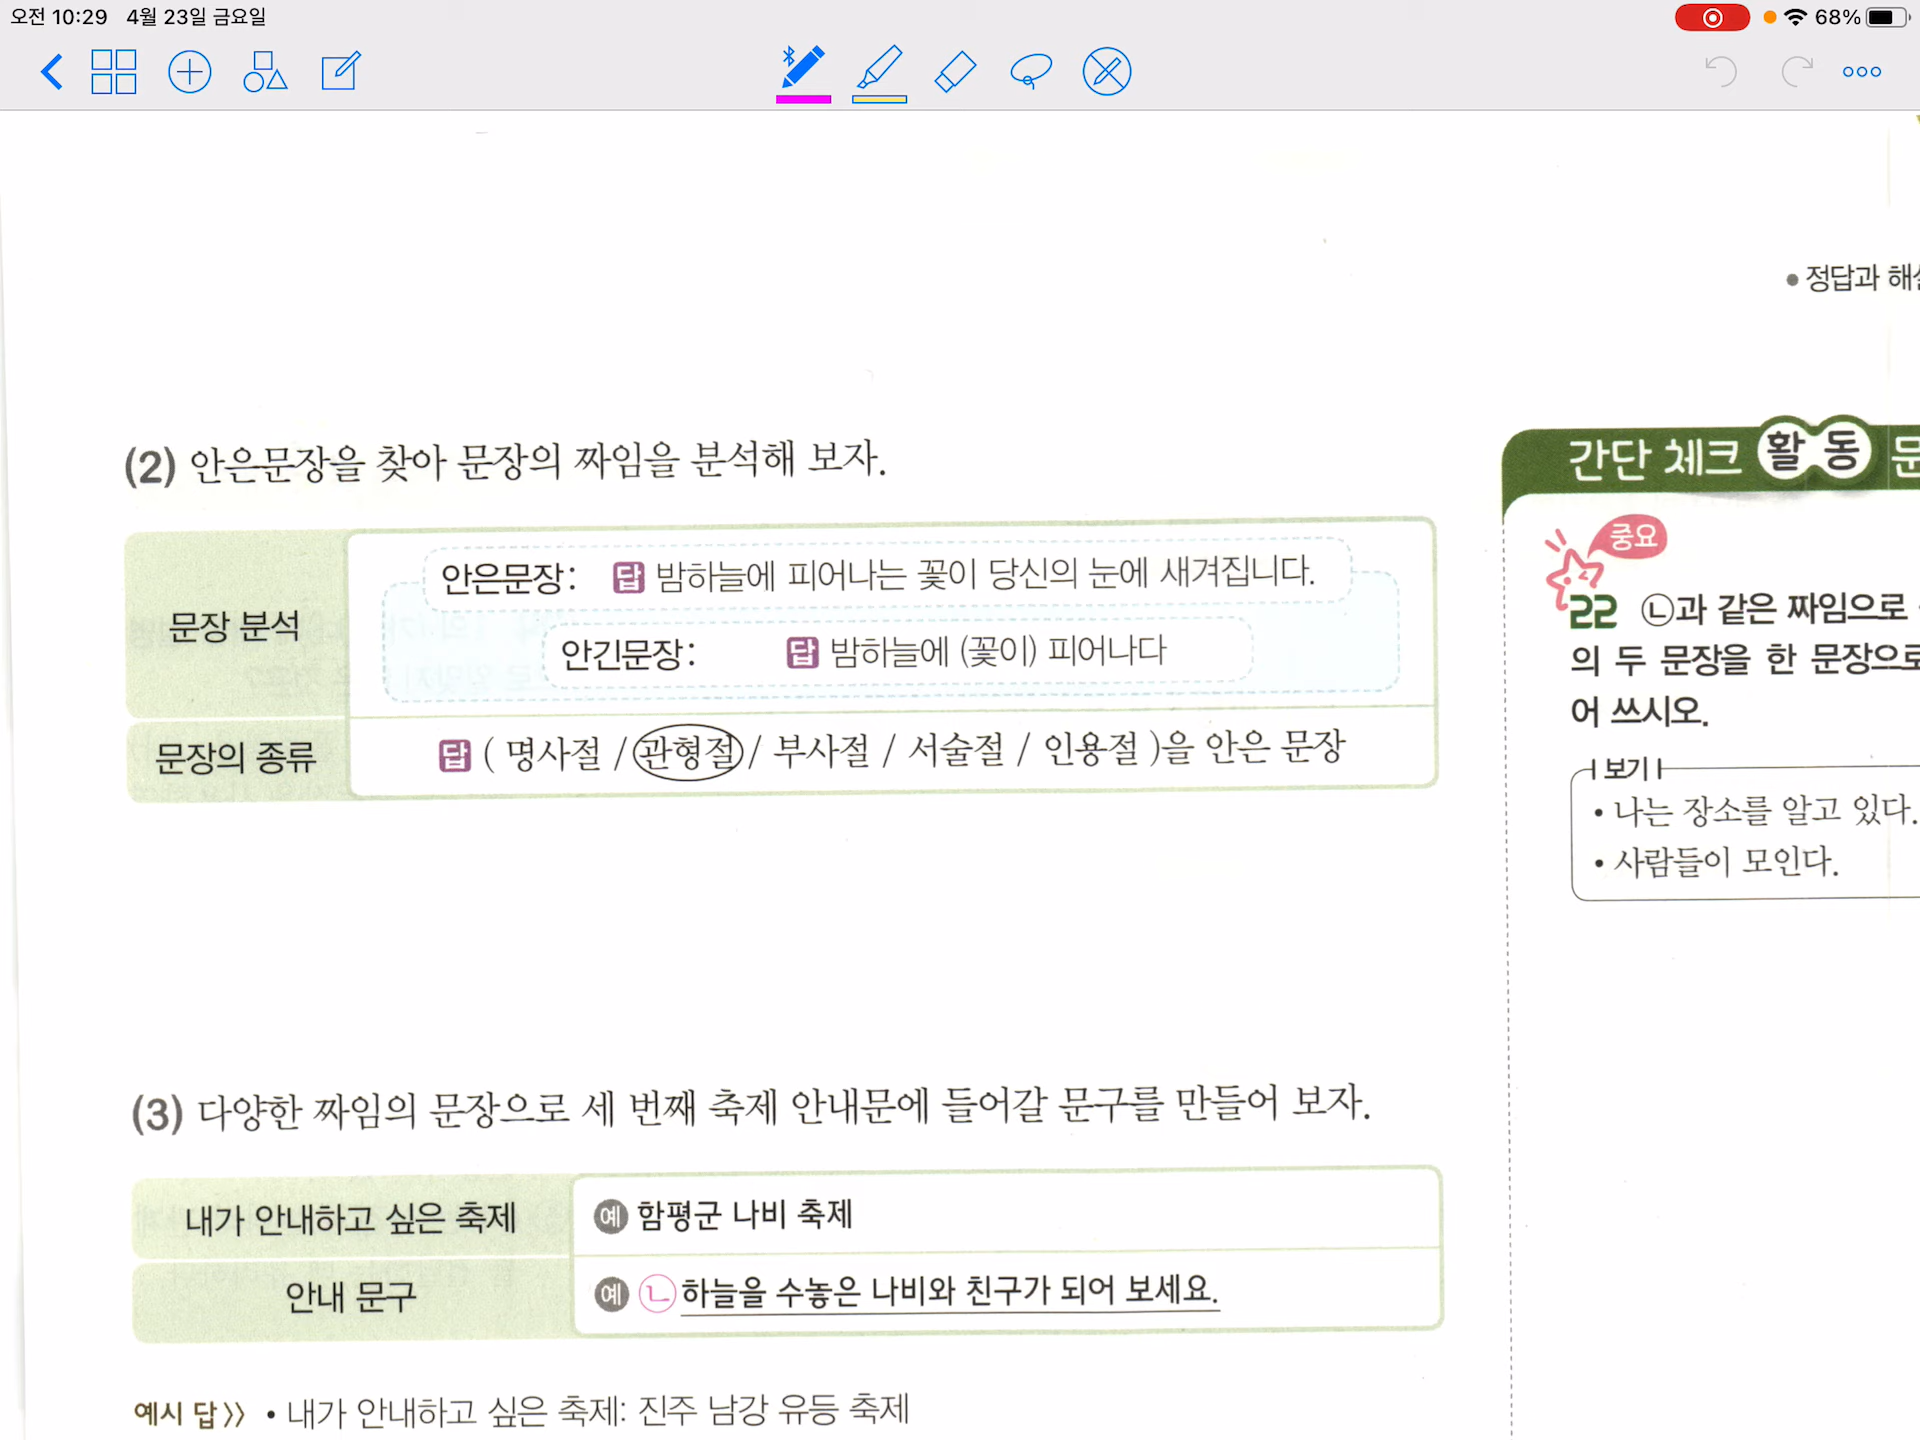 오전 10:29 4월 23일 금요일
68%
정답과 해
(2) 안은문장을 찾아 문장의 짜임을 분석해 보자.
문장 분석
안은문장: 답 밤하늘에 피어나는 꽃이 당신의 눈에 새겨집니다.
안긴문장: 답 밤하늘에 (꽃이) 피어나다
문장의 종류
답 ( 명사절 / 관형절 / 부사절 / 서술절 / 인용절 )을 안은 문장
(3) 다양한 짜임의 문장으로 세 번째 축제 안내문에 들어갈 문구를 만들어 보자.
내가 안내하고 싶은 축제
예 함평군 나비 축제
안내 문구
예 ㉡ 하늘을 수놓은 나비와 친구가 되어 보세요.
예시 답》 • 내가 안내하고 싶은 축제: 진주 남강 유등 축제
간단 체크 활동
중요
22 ㉡과 같은 짜임으로
의 두 문장을 한 문장으로
어 쓰시오.
보기
• 나는 장소를 알고 있다.
• 사람들이 모인다.